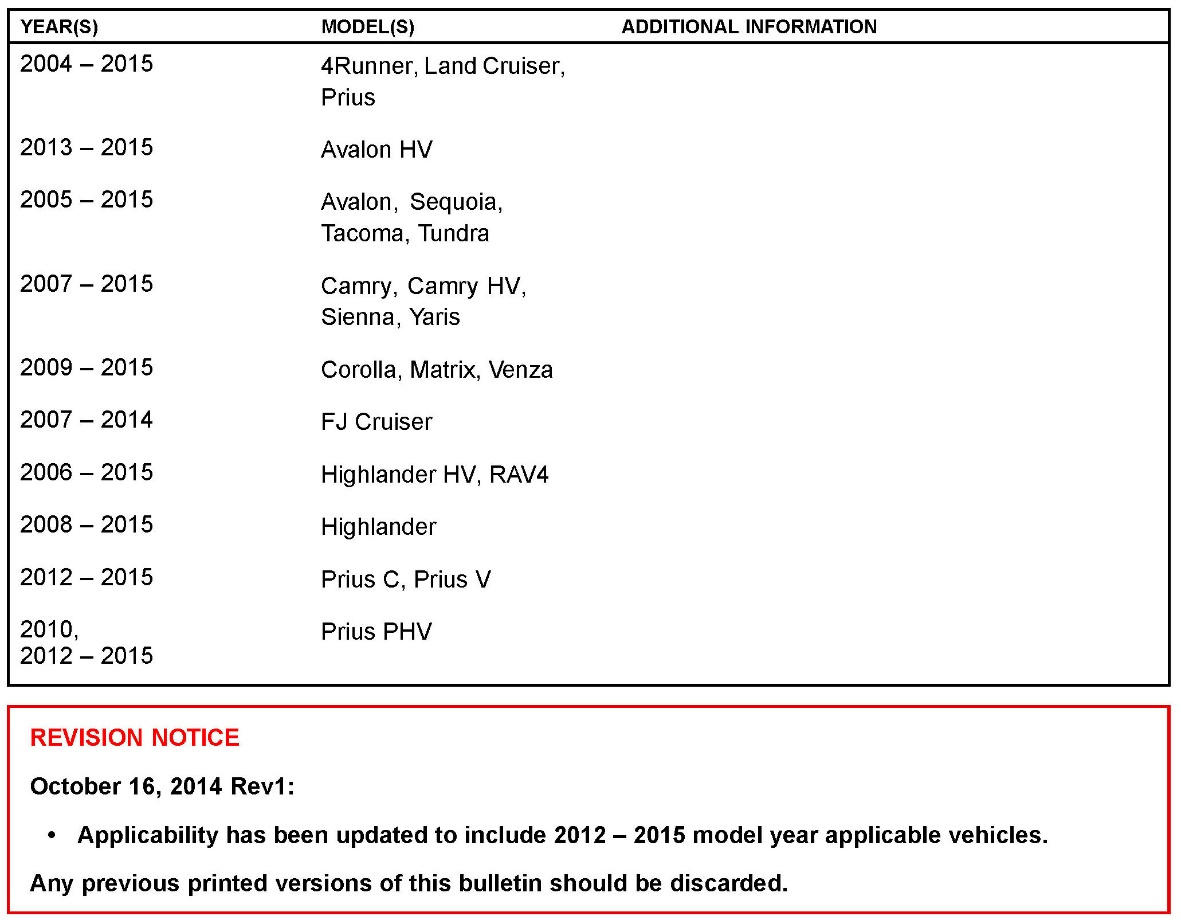 YEAR(S) MODEL(S) ADDITIONAL INFORMATION
2004 – 2015 4Runner, Land Cruiser,
Prius
2013 – 2015 Avalon HV
2005 – 2015 Avalon, Sequoia,
Tacoma, Tundra
2007 – 2015 Camry, Camry HV,
Sienna, Yaris
2009 – 2015 Corolla, Matrix, Venza
2007 – 2014 FJ Cruiser
2006 – 2015 Highlander HV, RAV4
2008 – 2015 Highlander
2012 – 2015 Prius C, Prius V
2010, Prius PHV
2012 – 2015
REVISION NOTICE
October 16, 2014 Rev1:
• Applicability has been updated to include 2012 – 2015 model year applicable vehicles.
Any previous printed versions of this bulletin should be discarded.